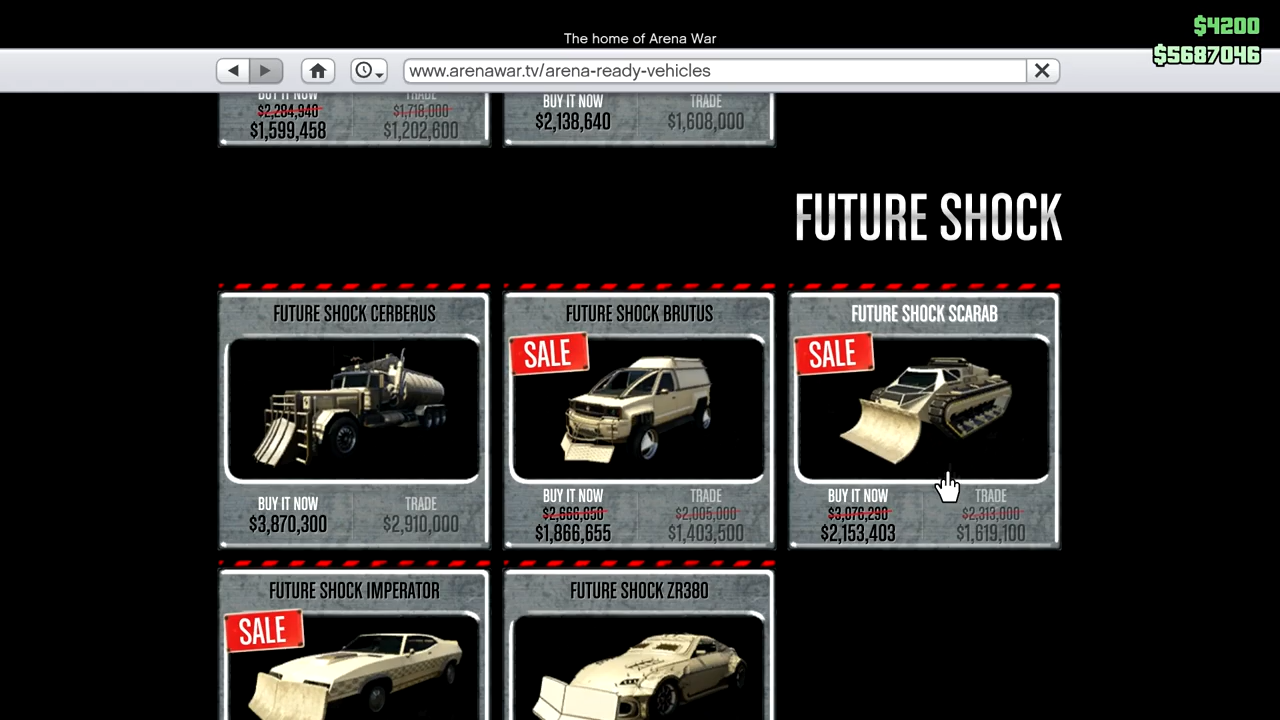 $4200
The home of Arena War
$5687046
www.arenawar.tv/arena-ready-vehicles
BUY IT NOW TRADE
$2,284,940 $1,718,000
$1,599,458 $1,202,600
BUY IT NOW TRADE
$2,138,640 $1,608,000
FUTURE SHOCK
FUTURE SHOCK CERBERUS
BUY IT NOW TRADE
$3,870,300 $2,910,000
FUTURE SHOCK BRUTUS
SALE
BUY IT NOW TRADE
$2,666,650 $2,005,000
$1,866,655 $1,403,500
FUTURE SHOCK SCARAB
SALE
BUY IT NOW TRADE
$3,076,290 $2,313,000
$2,153,403 $1,619,100
FUTURE SHOCK IMPERATOR
SALE
FUTURE SHOCK ZR380